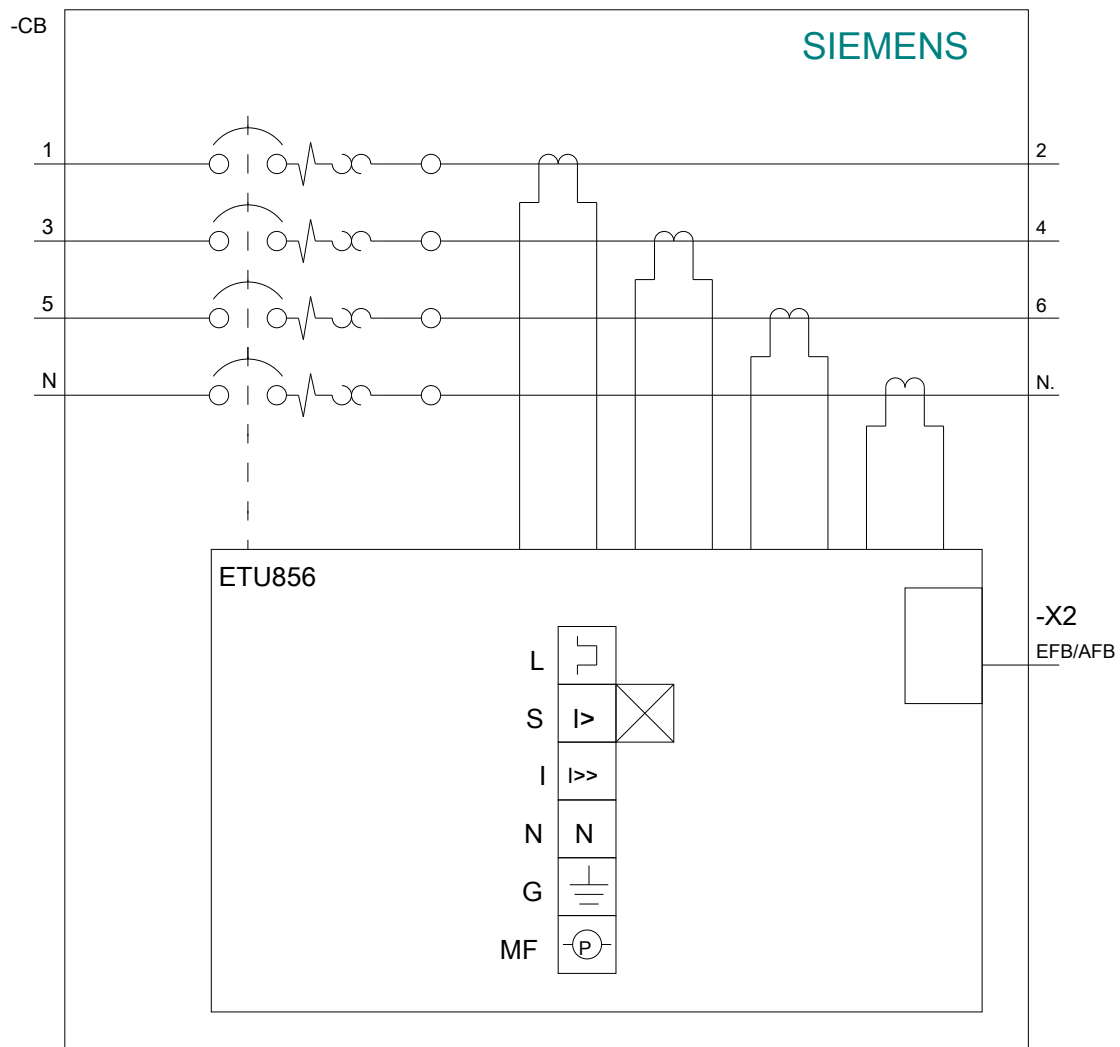 -CB
SIEMENS
1 2
3 4
5 6
N N.
ETU856
-X2
EFB/AFB
L
S I>
I I>>
N N
G
MF P